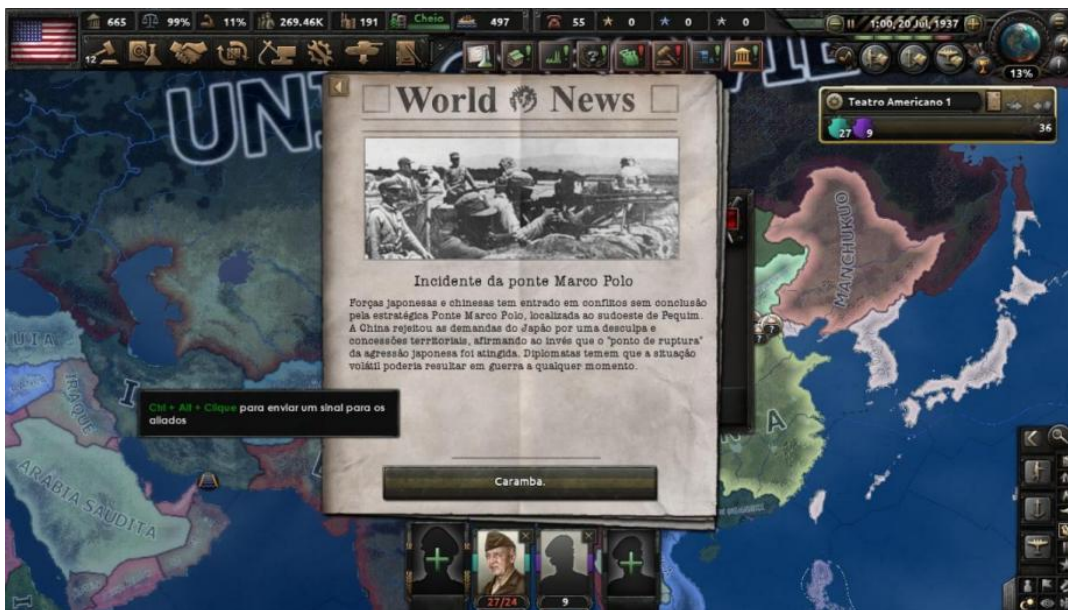 665 99% 11% 269.46K 191 Cheio 497 55 0 0 0 1:00, 20 Jul, 1937
12
13%
Teatro Americano 1
27 9 36
World News
Incidente da ponte Marco Polo
Forças japonesas e chinesas tem entrado em conflitos sem conclusão
pela estratégica Ponte Marco Polo, localizada ao sudoeste de Pequim.
A China rejeitou as demandas do Japão por uma desculpa e
concessões territoriais, afirmando ao invés que o "ponto de ruptura"
da agressão japonesa foi atingida. Diplomatas temem que a situação
volátil poderia resultar em guerra a qualquer momento.
Caramba.
Ctrl + Alt + Clique para enviar um sinal para os
aliados
MANCHUKUO
IRAQUE
ARÁBIA SAUDITA
27/24
9